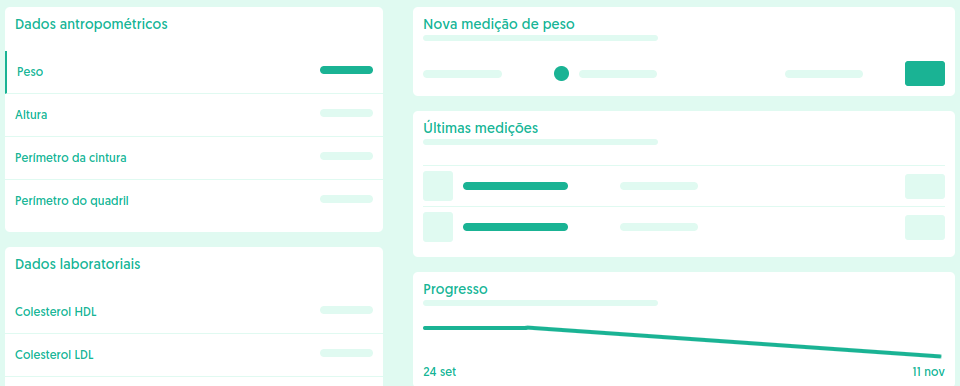 Dados antropométricos
Peso
Altura
Perímetro da cintura
Perímetro do quadril
Dados laboratoriais
Colesterol HDL
Colesterol LDL
Nova medição de peso
Últimas medições
Progresso
24 set
11 nov